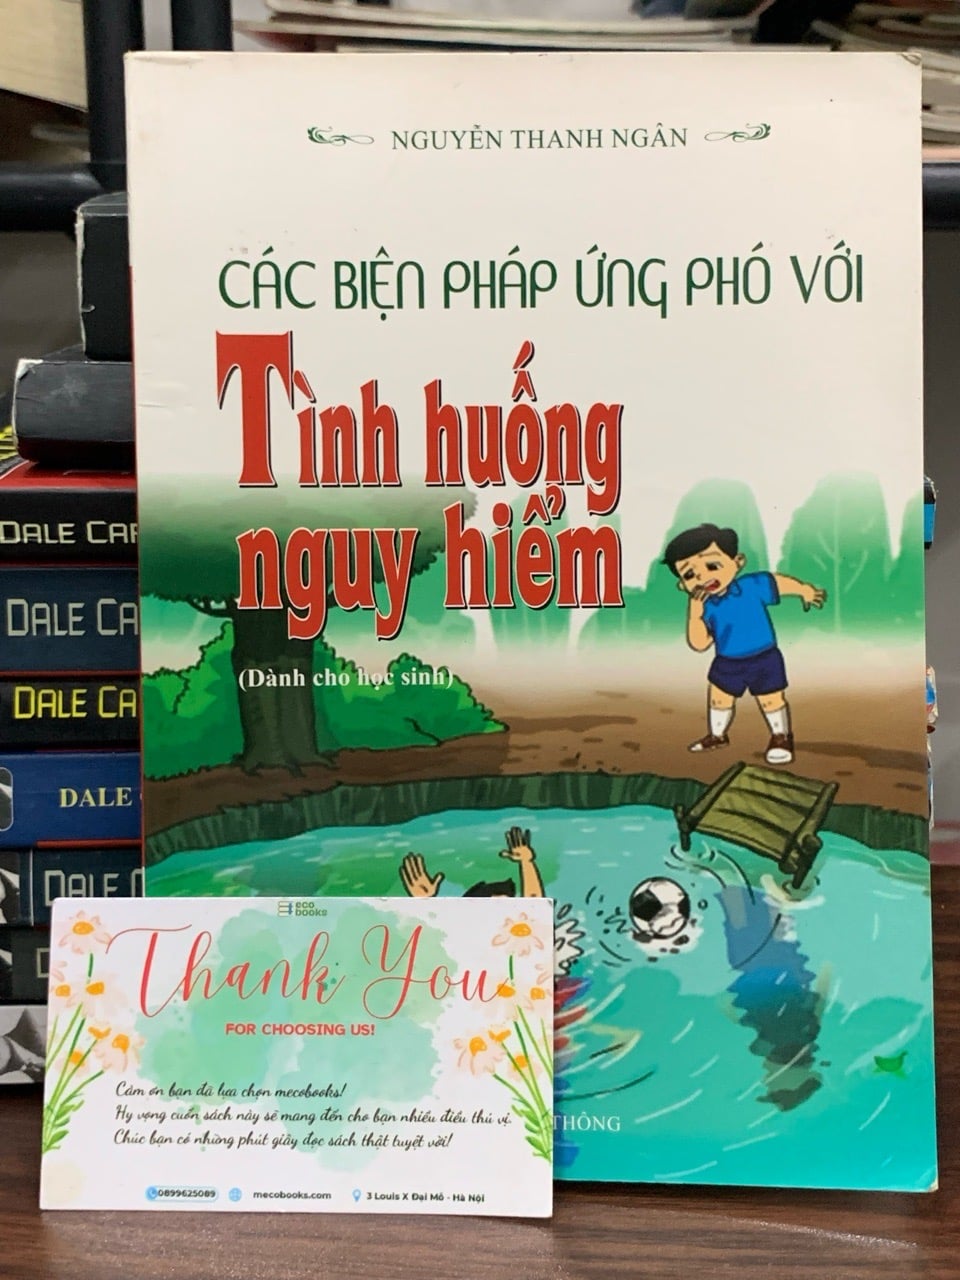 NGUYỄN THANH NGÂN
CÁC BIỆN PHÁP ỨNG PHÓ VỚI
Tình huống
nguy hiểm
(Dành cho học sinh)
DALE CAR
DALE CA
DALE CA
DALE
DALE
THÔNG
eco
books
Thank You
FOR CHOOSING US!
Cảm ơn bạn đã lựa chọn mecobooks!
Hy vọng cuốn sách này sẽ mang đến cho bạn nhiều điều thú vị.
Chúc bạn có những phút giây đọc sách thật tuyệt vời!
0899625089 mecobooks.com 3 Louis X Đại Mỗ - Hà Nội